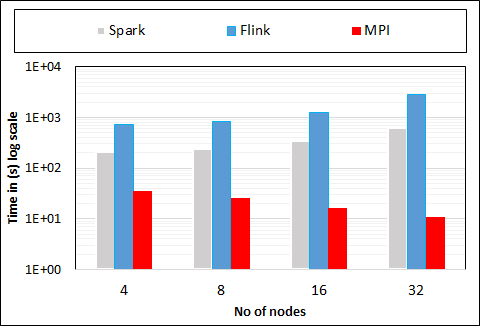 Spark Flink MPI
Time in (s) log scale
1E+04
1E+03
1E+02
1E+01
1E+00
4 8 16 32
No of nodes